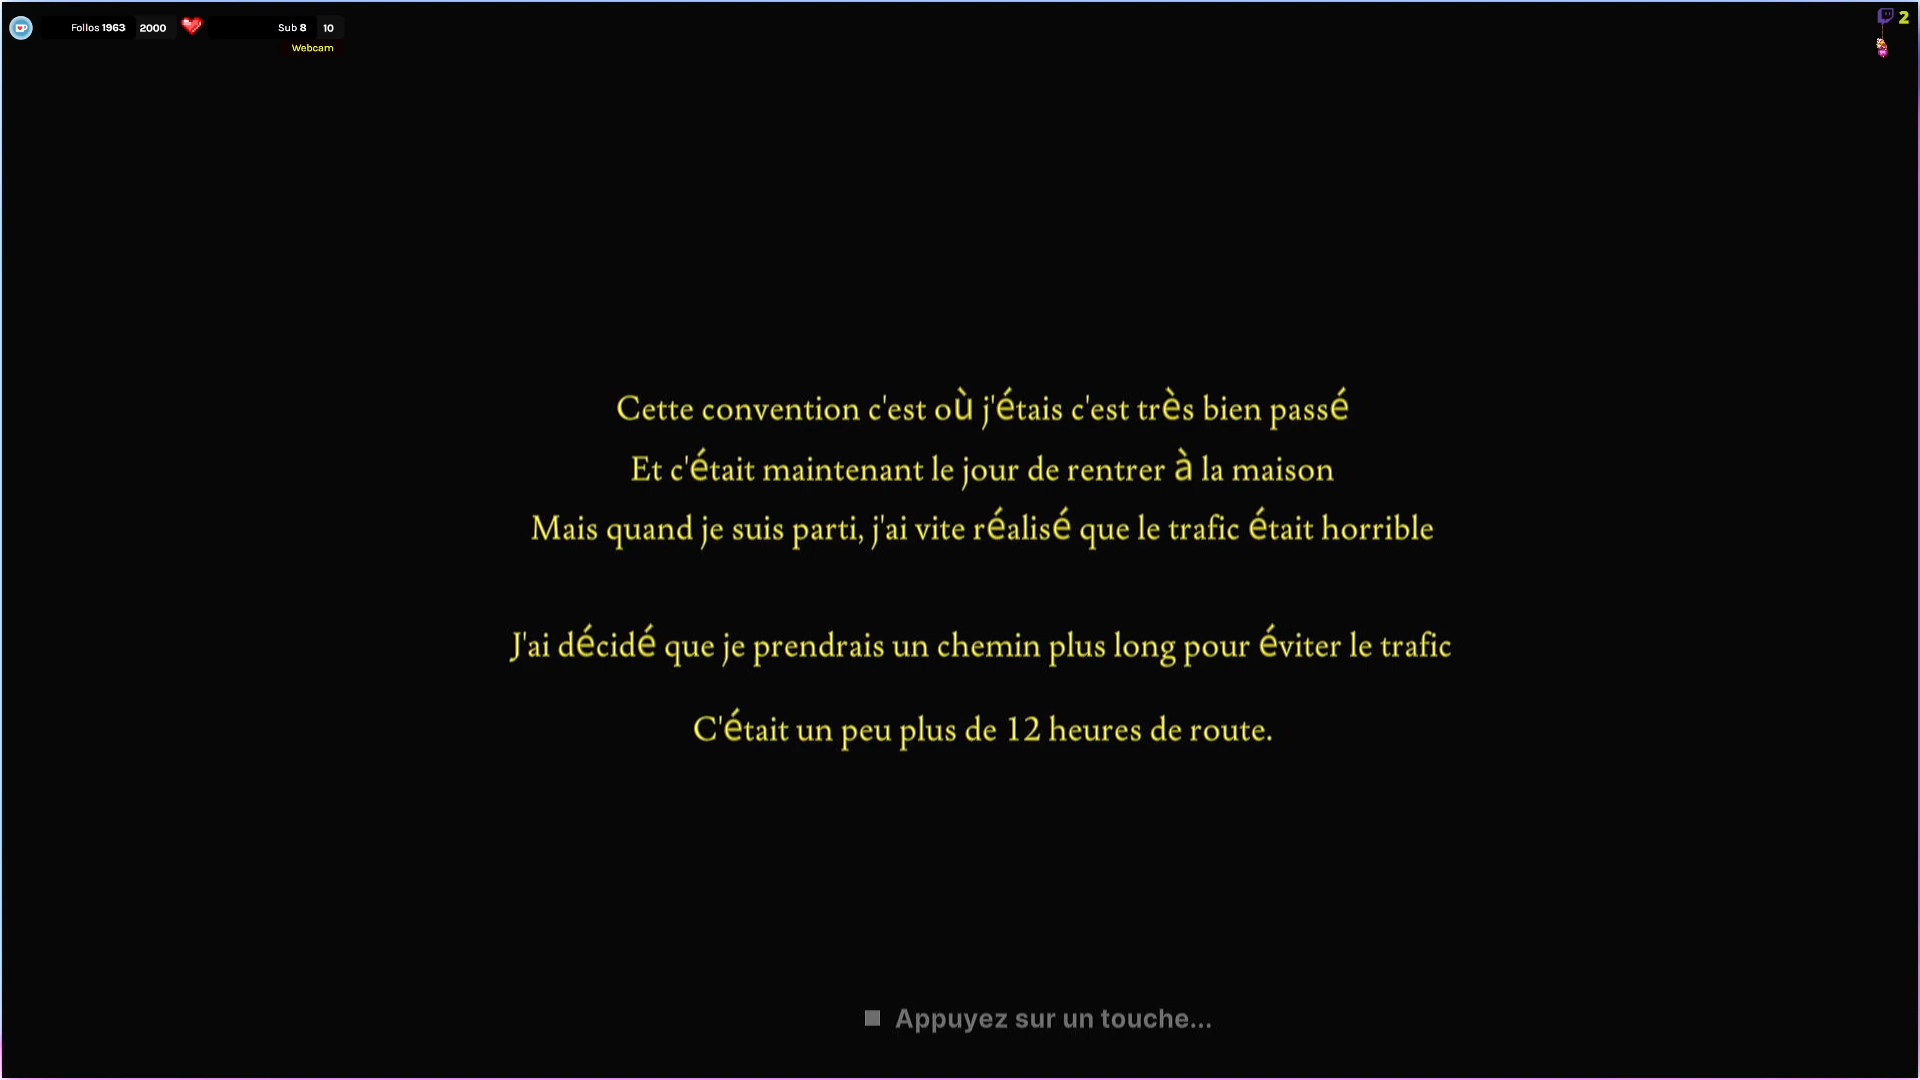 Follos 1963 2000 Sub 8 10
Webcam
2
Cette convention c'est où j'étais c'est très bien passé
Et c'était maintenant le jour de rentrer à la maison
Mais quand je suis parti, j'ai vite réalisé que le trafic était horrible
J'ai décidé que je prendrais un chemin plus long pour éviter le trafic
C'était un peu plus de 12 heures de route.
Appuyez sur un touche...